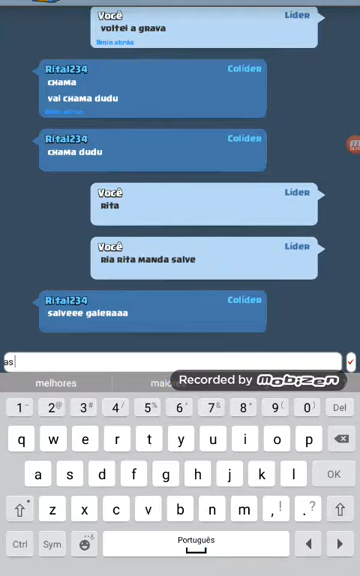 Você Líder
voltei a grava
0min atrás
Rita1234 Colíder
chama
vai chama dudu
Rita1234 Colíder
chama dudu
Você Líder
Rita
Você Líder
Ria Rita manda salve
Rita1234 Colíder
salveee galeraaa
as
melhores
Recorded by Mobizen
1 2@ 3# 4/ 5% 6^ 7& 8* 9( 0) Del
q w e r t y u i o p
a s d f g h j k l OK
z x c v b n m ,! .?
Ctrl Sym Português